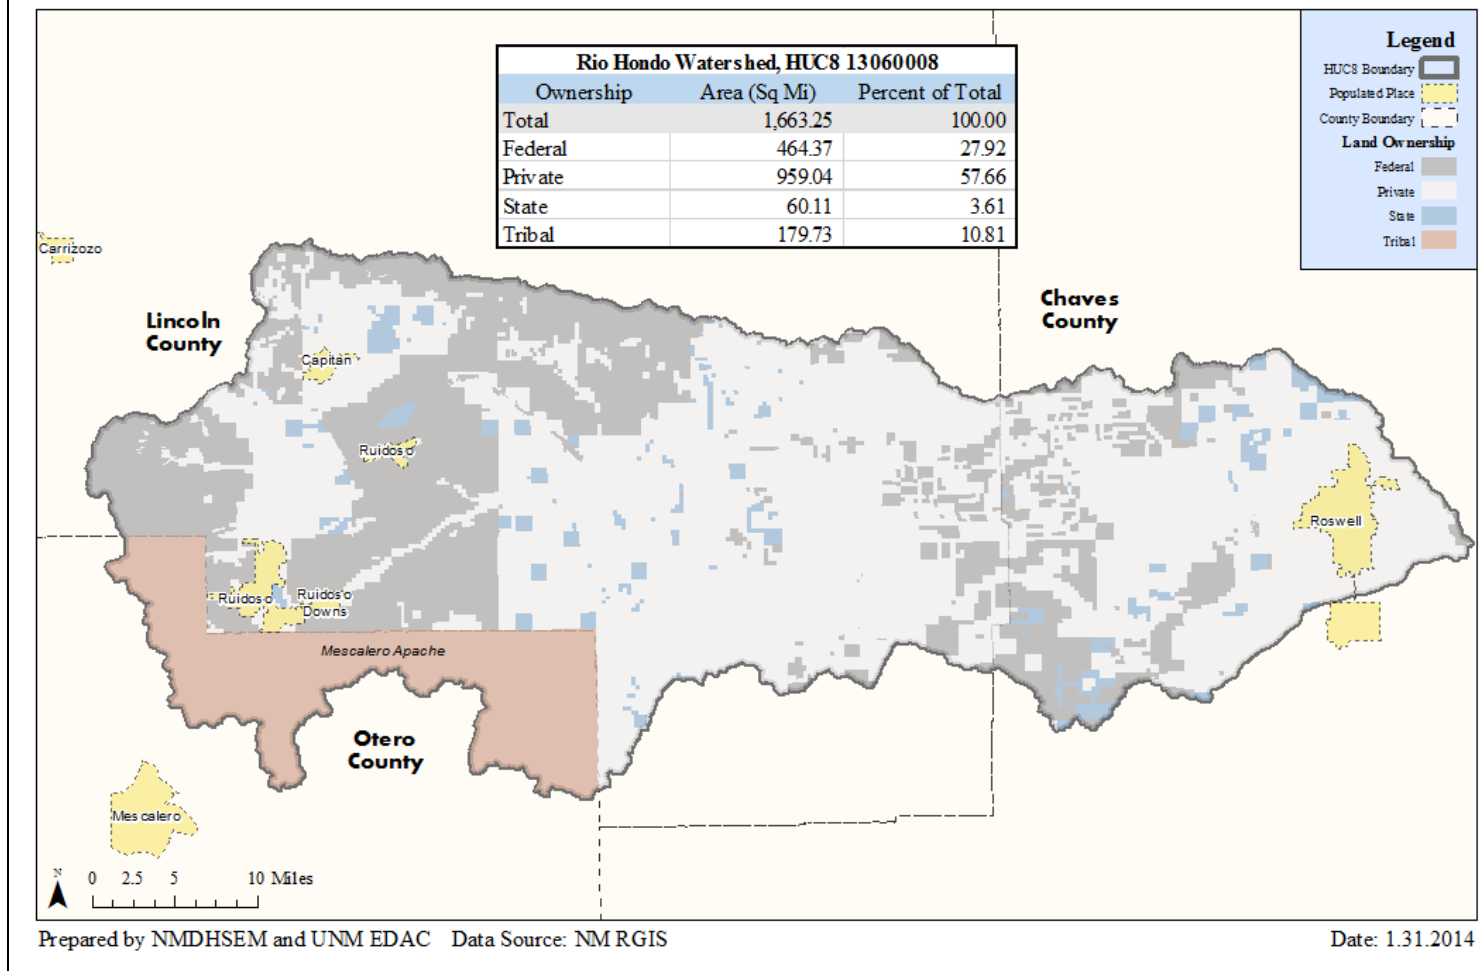 Rio Hondo Watershed, HUC8 13060008
Ownership Area (Sq Mi) Percent of Total
Total 1,663.25 100.00
Federal 464.37 27.92
Private 959.04 57.66
State 60.11 3.61
Tribal 179.73 10.81
Legend
HUC8 Boundary
Populated Place
County Boundary
Land Ownership
Federal
Private
State
Tribal
Carrizozo
Lincoln
County
Chaves
County
Capitan
Ruidoso
Roswell
Ruidoso
Ruidoso
Downs
Mescalero Apache
Otero
County
Mescalero
N
0 2.5 5 10 Miles
Prepared by NMDHSEM and UNM EDAC Data Source: NM RGIS
Date: 1.31.2014